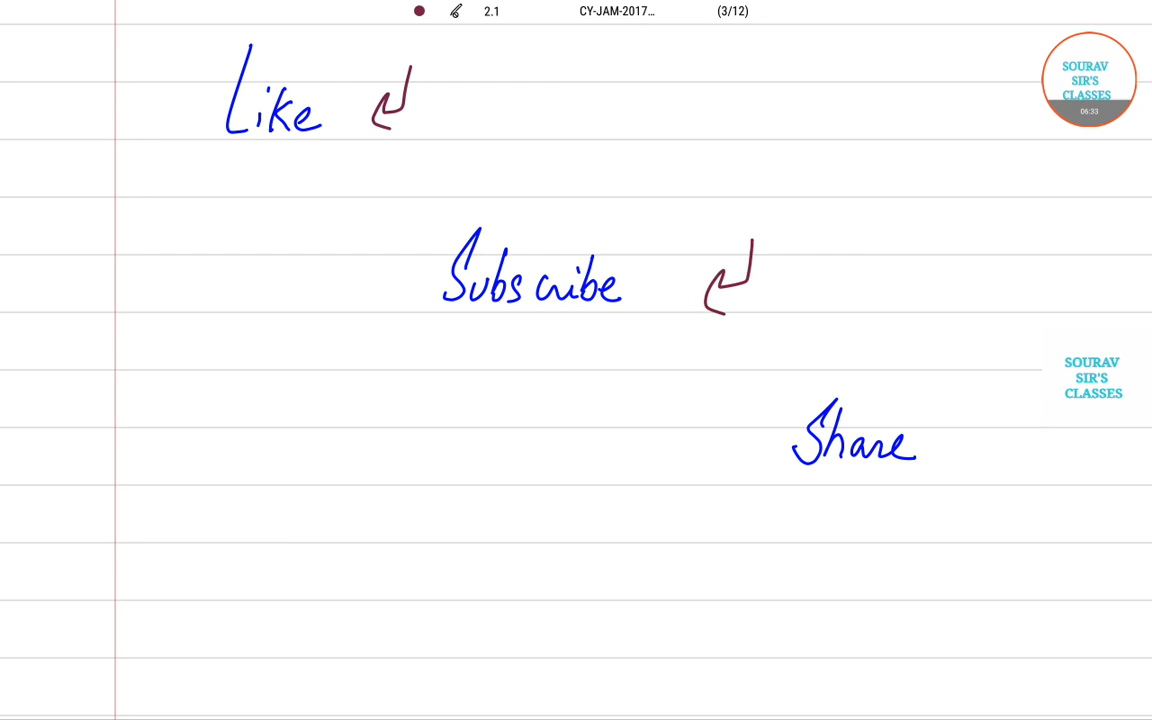 2.1 CY-JAM-2017... (3/12)
SOURAV
SIR'S
CLASSES
06:33
Like
Subscribe
SOURAV
SIR'S
CLASSES
Share